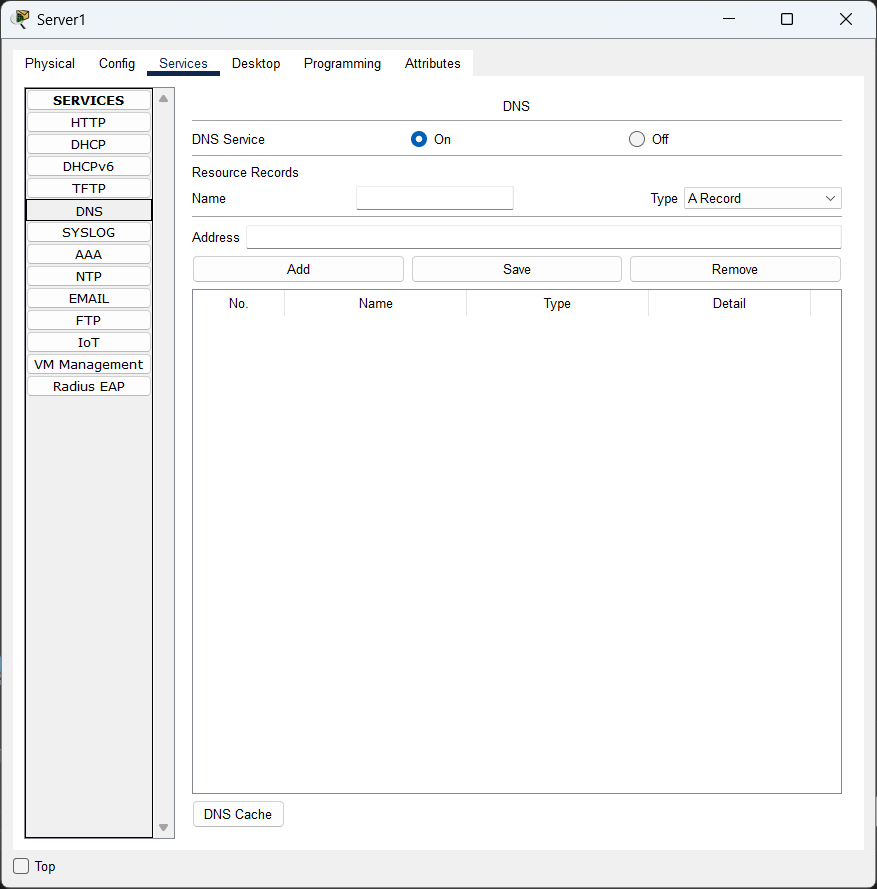 Server1
Physical Config Services Desktop Programming Attributes
SERVICES
HTTP
DHCP
DHCPv6
TFTP
DNS
SYSLOG
AAA
NTP
EMAIL
FTP
IoT
VM Management
Radius EAP
DNS
DNS Service On Off
Resource Records
Name Type A Record
Address
Add Save Remove
No. Name Type Detail
DNS Cache
Top